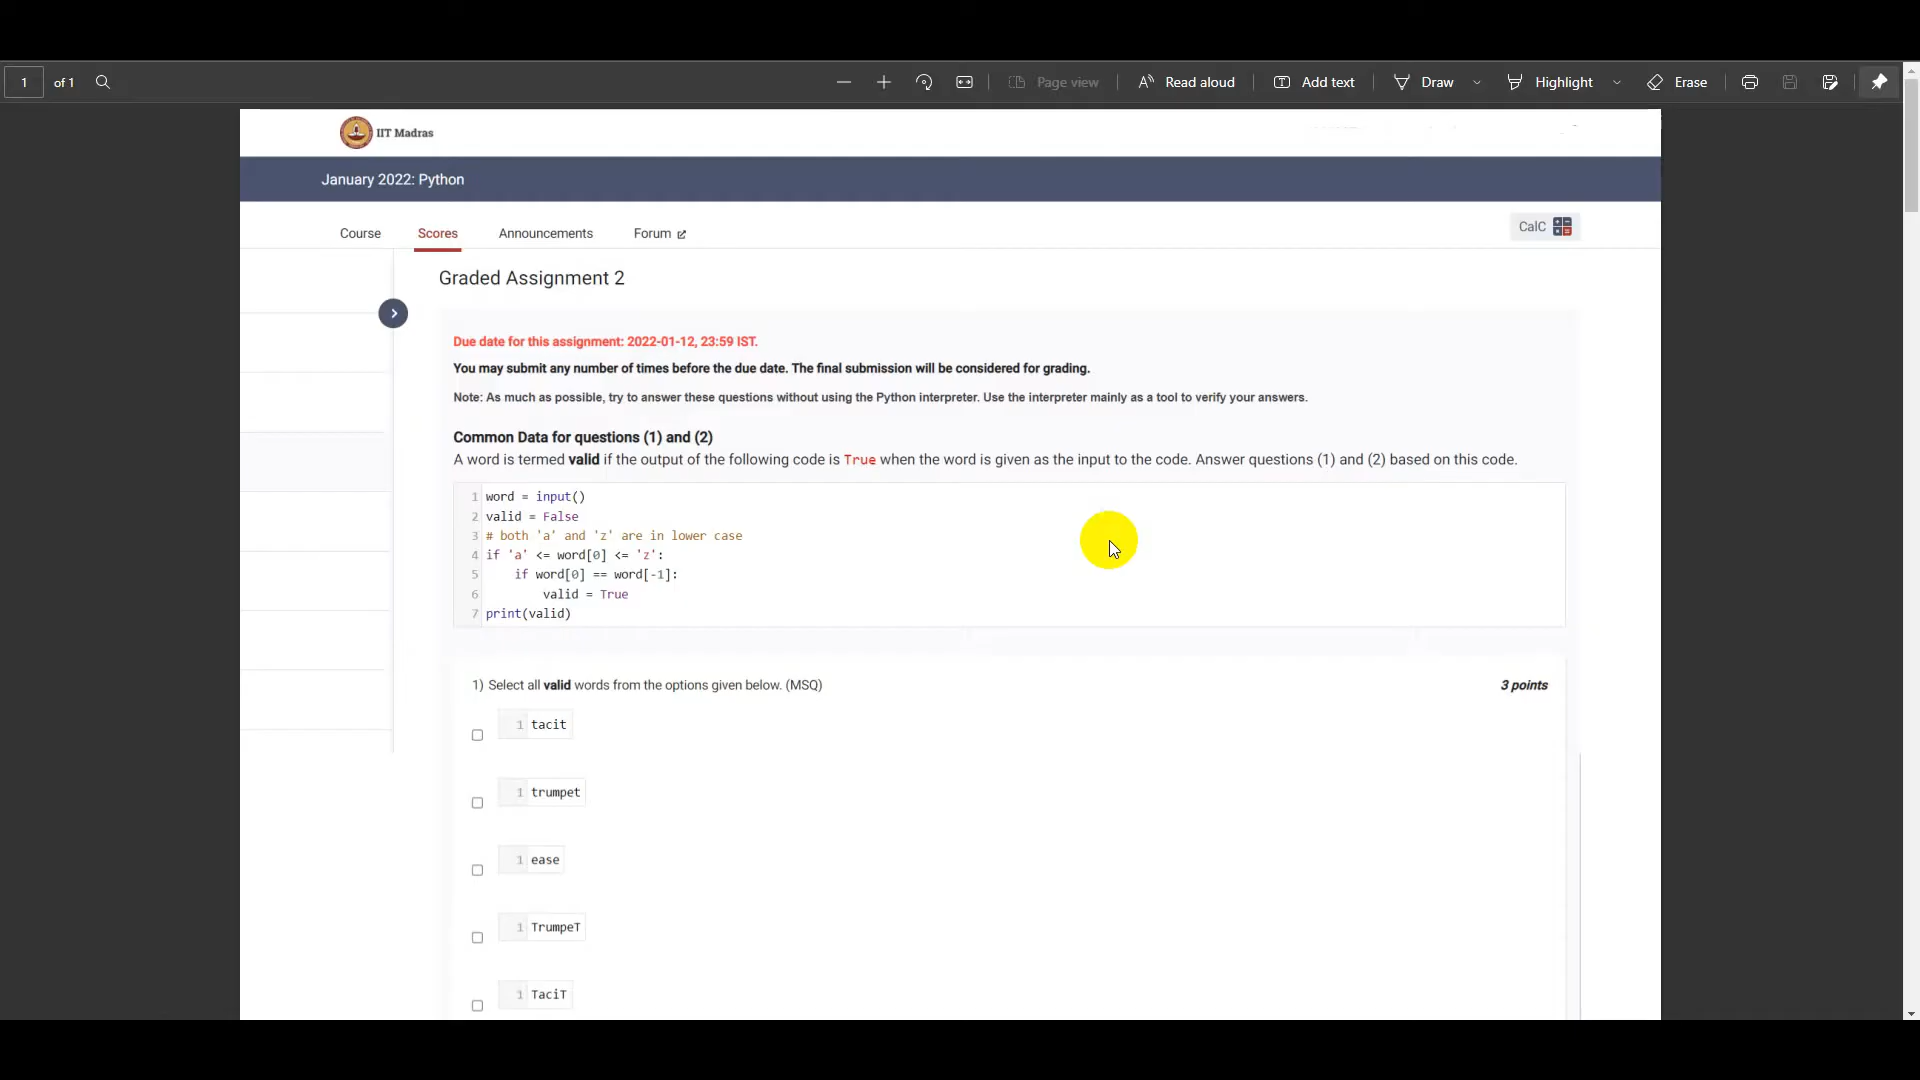 1 of 1 Page view Read aloud Add text Draw Highlight Erase
IIT Madras
January 2022: Python
Course Scores Announcements Forum CalC
Graded Assignment 2
Due date for this assignment: 2022-01-12, 23:59 IST.
You may submit any number of times before the due date. The final submission will be considered for grading.
Note: As much as possible, try to answer these questions without using the Python interpreter. Use the interpreter mainly as a tool to verify your answers.
Common Data for questions (1) and (2)
A word is termed valid if the output of the following code is True when the word is given as the input to the code. Answer questions (1) and (2) based on this code.
1 word = input()
2 valid = False
3 # both 'a' and 'z' are in lower case
4 if 'a' <= word[0] <= 'z':
5     if word[0] == word[-1]:
6         valid = True
7 print(valid)
1) Select all valid words from the options given below. (MSQ) 3 points
1 tacit
1 trumpet
1 ease
1 TrumpeT
1 TaciT